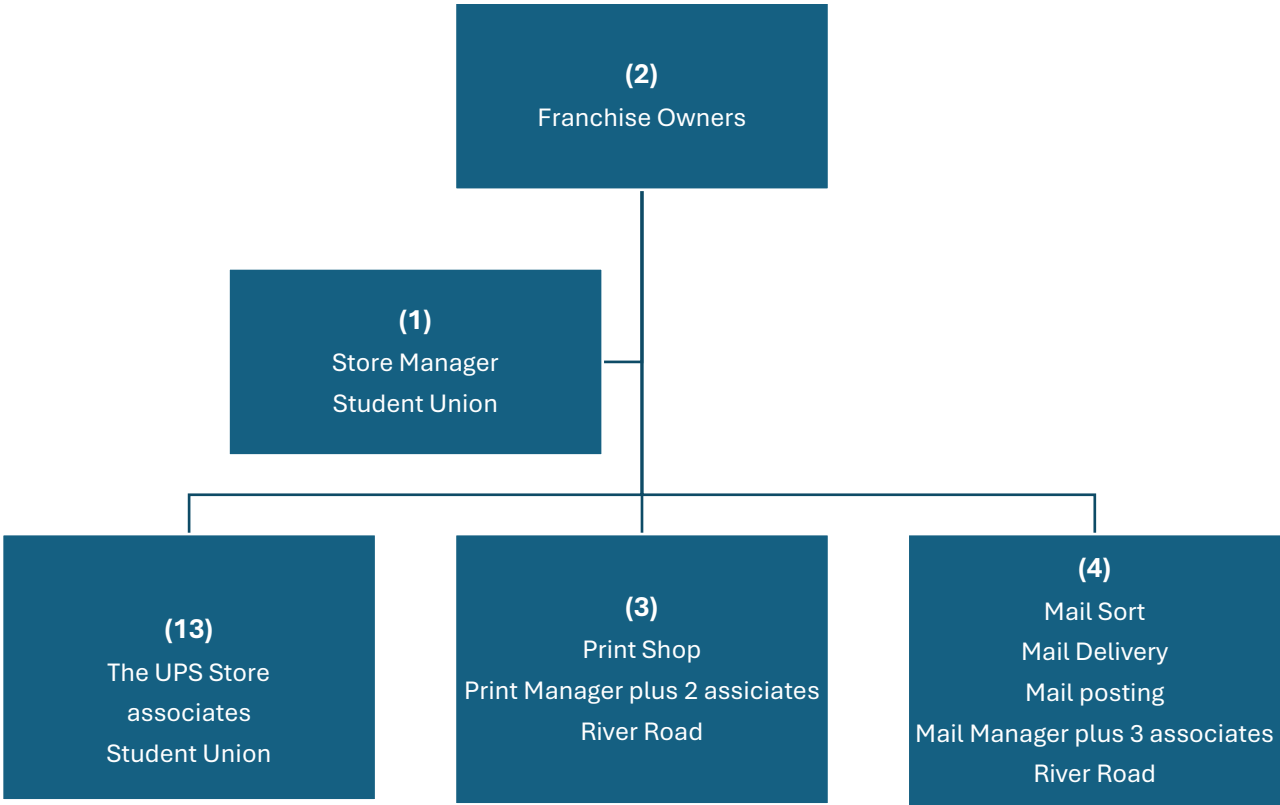 (2)
Franchise Owners
(1)
Store Manager
Student Union
(13)
The UPS Store
associates
Student Union
(3)
Print Shop
Print Manager plus 2 assiciates
River Road
(4)
Mail Sort
Mail Delivery
Mail posting
Mail Manager plus 3 associates
River Road